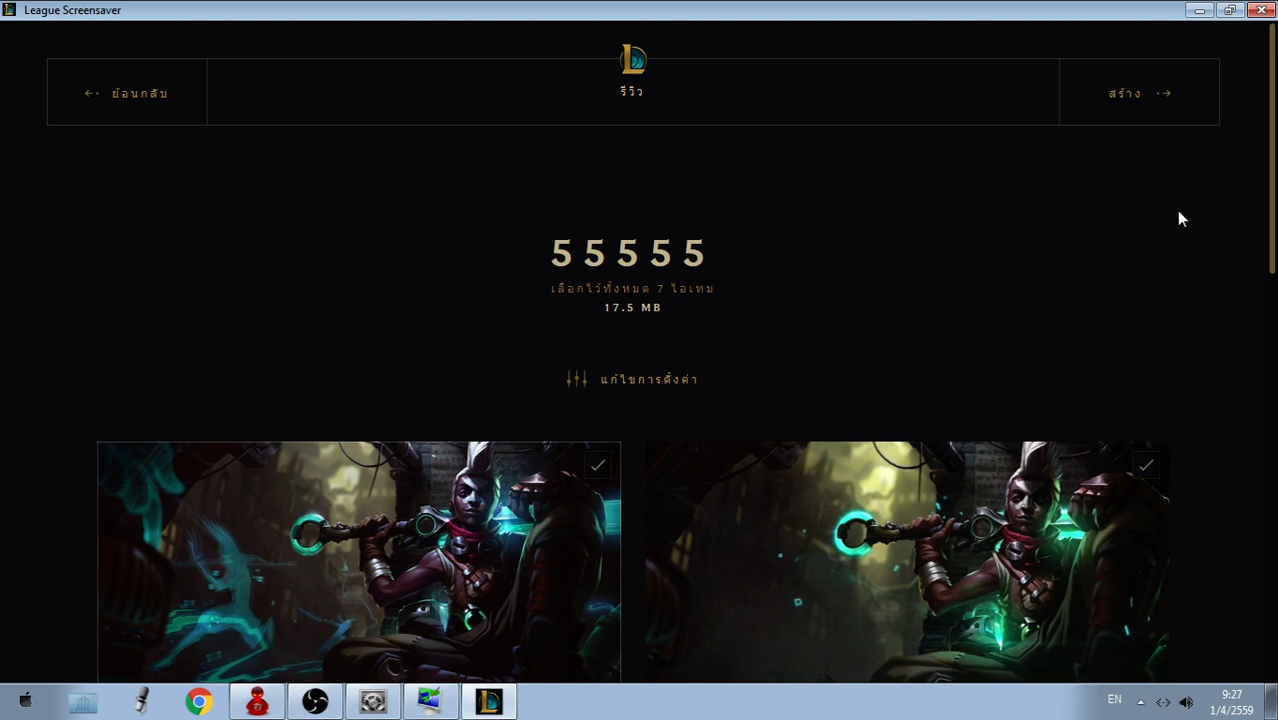 League Screensaver
ย้อนกลับ
รีวิว
สร้าง
55555
เลือกไว้ทั้งหมด 7 ไอเทม
17.5 MB
แก้ไขการตั้งค่า
EN
9:27
1/4/2559